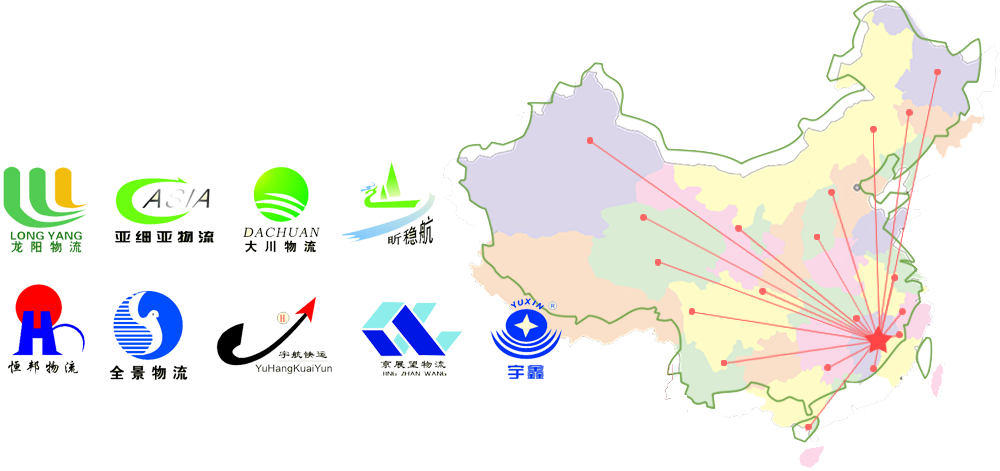 LONG YANG
龙阳物流
ASIA
亚细亚物流
DACHUAN
大川物流
昕稳航
恒邦物流
全景物流
H
宇航快运
YuHangKuaiYun
京展望物流
JING ZHAN WANG
YUXIN ®
宇鑫